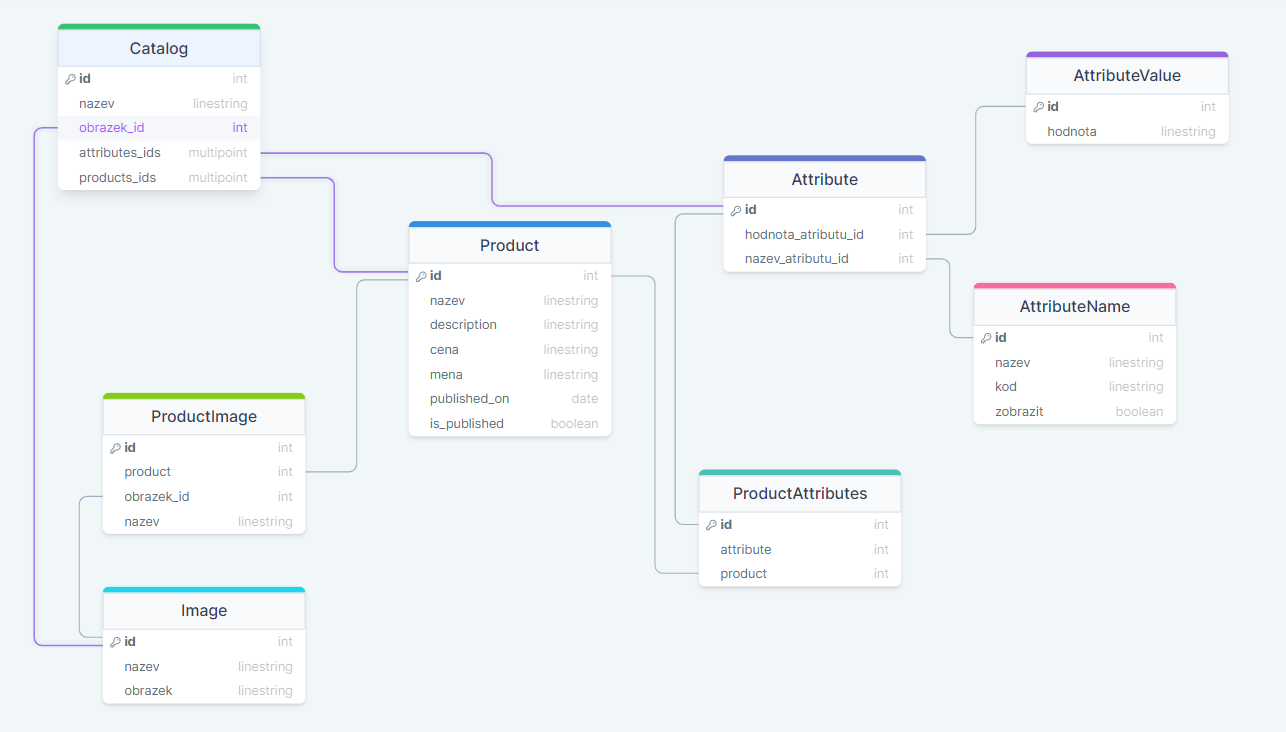 Catalog
id int
nazev linestring
obrazek_id int
attributes_ids multipoint
products_ids multipoint
AttributeValue
id int
hodnota linestring
Attribute
id int
hodnota_atributu_id int
nazev_atributu_id int
Product
id int
nazev linestring
description linestring
cena linestring
mena linestring
published_on date
is_published boolean
AttributeName
id int
nazev linestring
kod linestring
zobrazit boolean
ProductImage
id int
product int
obrazek_id int
nazev linestring
ProductAttributes
id int
attribute int
product int
Image
id int
nazev linestring
obrazek linestring